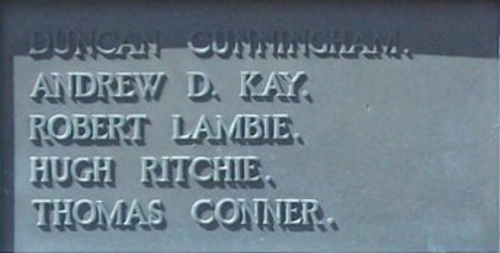 DUNCAN CUNNINGHAM.
ANDREW D. KAY.
ROBERT LAMBIE.
HUGH RITCHIE.
THOMAS CONNER.